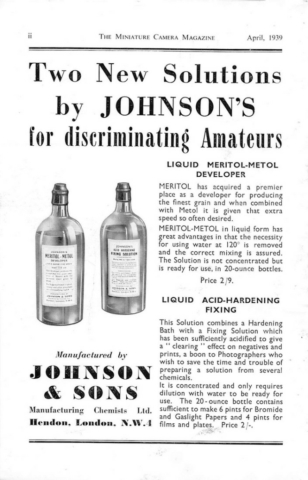 ii The Miniature Camera Magazine April, 1939
Two New Solutions
by JOHNSON'S
for discriminating Amateurs
LIQUID MERITOL-METOL
DEVELOPER
MERITOL has acquired a premier
place as a developer for producing
the finest grain and when combined
with Metol it is given that extra
speed so often desired.
MERITOL-METOL in liquid form has
great advantages in that the necessity
for using water at 120° is removed
and the correct mixing is assured.
The Solution is not concentrated but
is ready for use, in 20-ounce bottles.
Price 2/9.
LIQUID ACID-HARDENING
FIXING
This Solution combines a Hardening
Bath with a Fixing Solution which
has been sufficiently acidified to give
a "clearing" effect on negatives and
prints, a boon to Photographers who
wish to save the time and trouble of
preparing a solution from several
chemicals.
It is concentrated and only requires
dilution with water to be ready for
use. The 20-ounce bottle contains
sufficient to make 6 pints for Bromide
and Gaslight Papers and 4 pints for
films and plates. Price 2/-.
MERITOL METOL
DEVELOPER
FIXING SOLUTION
Manufactured by
JOHNSON
& SONS
Manufacturing Chemists Ltd.
Hendon, London, N.W.4